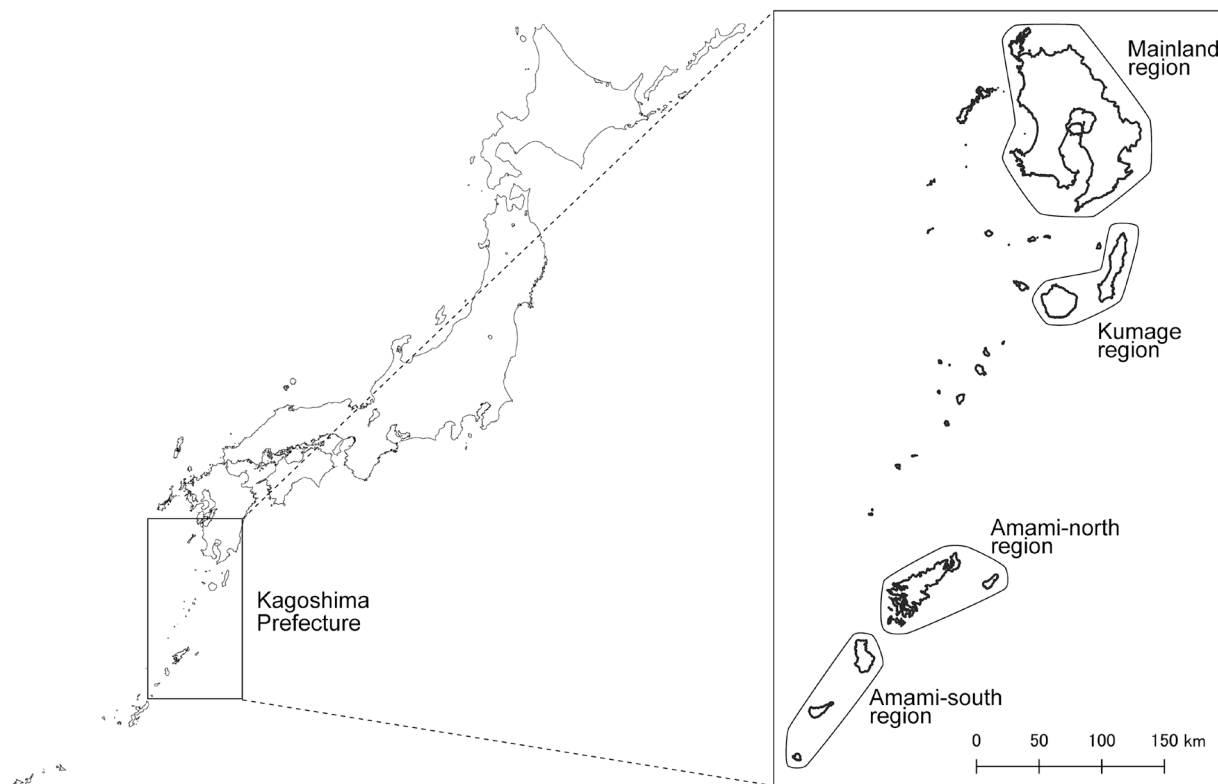 Mainland
region
Kumage
region
Amami-north
region
Kagoshima
Prefecture
Amami-south
region
0 50 100 150 km